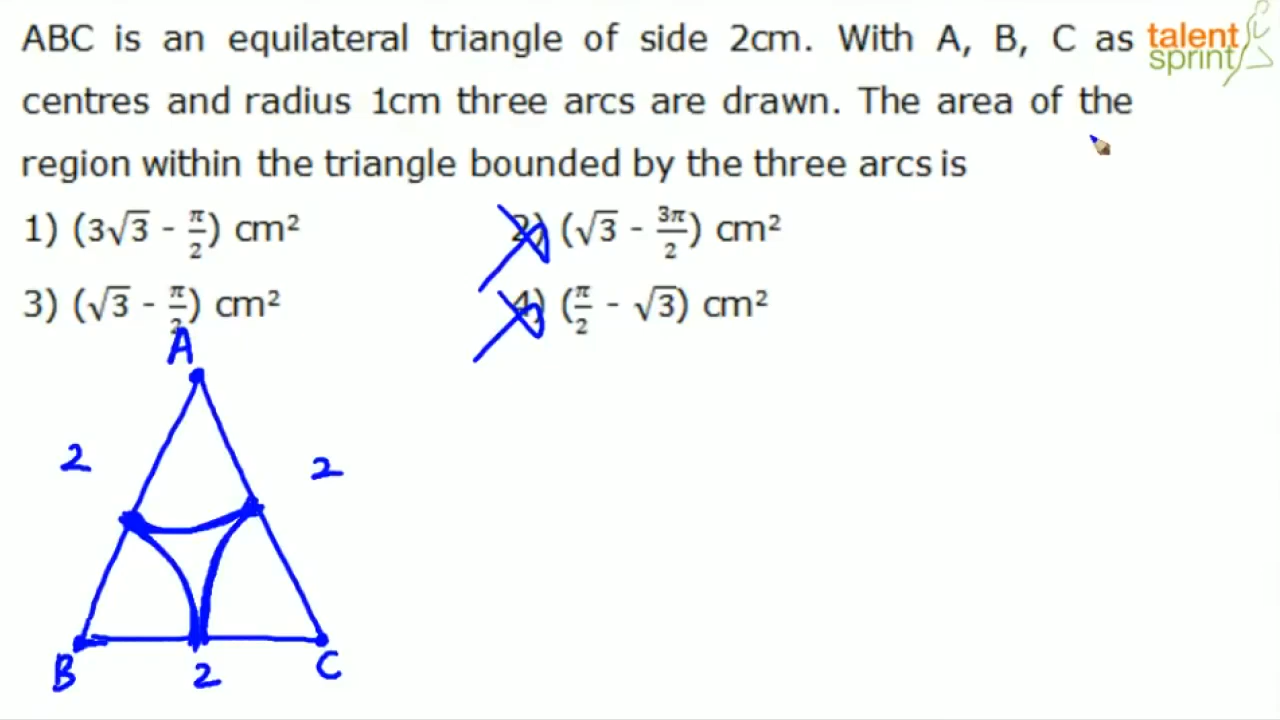 ABC is an equilateral triangle of side 2cm. With A, B, C as
talent
sprint
centres and radius 1cm three arcs are drawn. The area of the
region within the triangle bounded by the three arcs is
1) (3√3 - π/2) cm²
2) (√3 - 3π/2) cm²
3) (√3 - π/2) cm²
4) (π/2 - √3) cm²
A
2
2
B
2
C